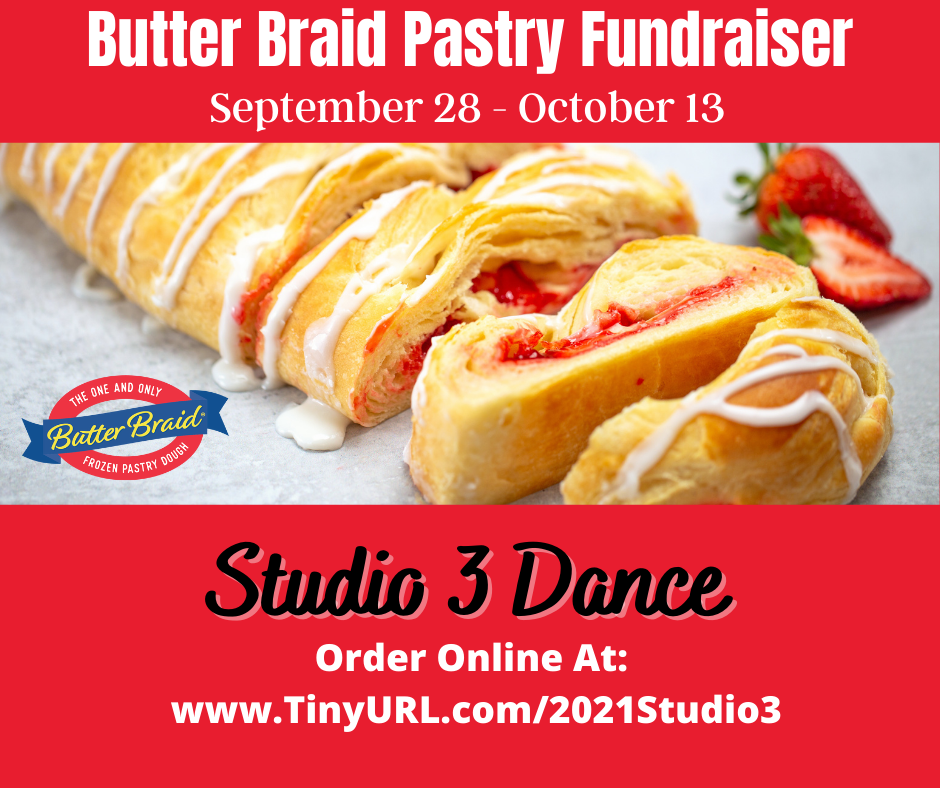 Butter Braid Pastry Fundraiser
September 28 - October 13
THE ONE AND ONLY
Butter Braid®
FROZEN PASTRY DOUGH
Studio 3 Dance
Order Online At:
www.TinyURL.com/2021Studio3